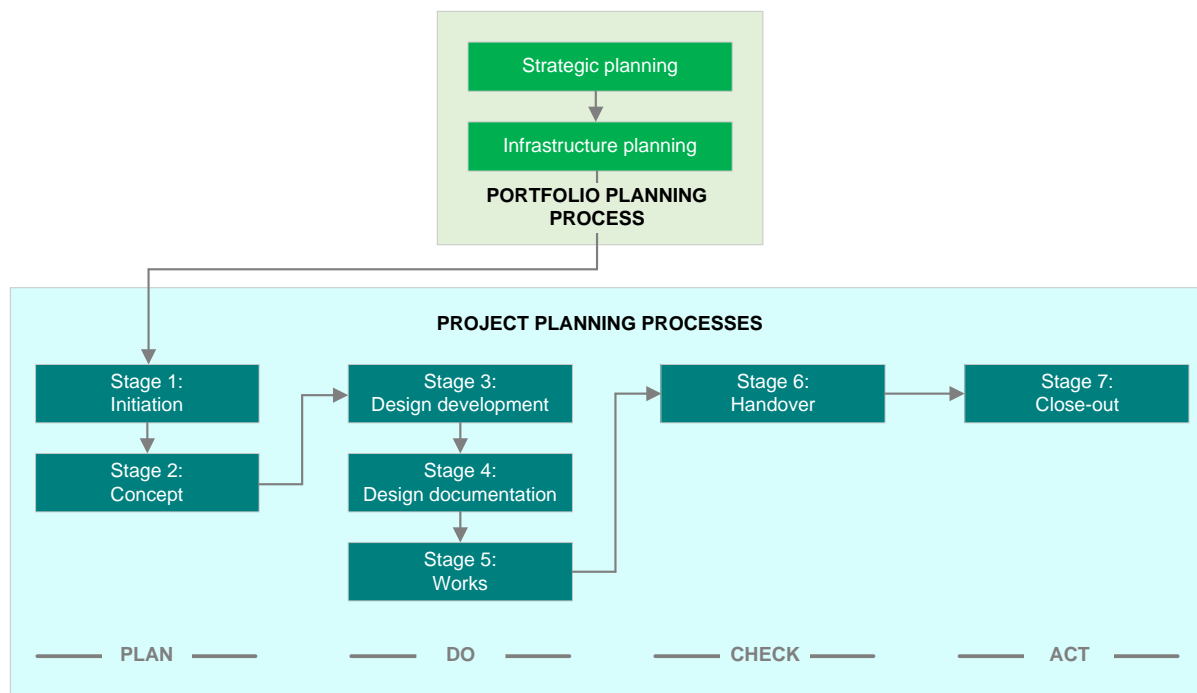 Strategic planning
Infrastructure planning
PORTFOLIO PLANNING
PROCESS
PROJECT PLANNING PROCESSES
Stage 1:
Initiation
Stage 2:
Concept
Stage 3:
Design development
Stage 4:
Design documentation
Stage 5:
Works
Stage 6:
Handover
Stage 7:
Close-out
PLAN
DO
CHECK
ACT